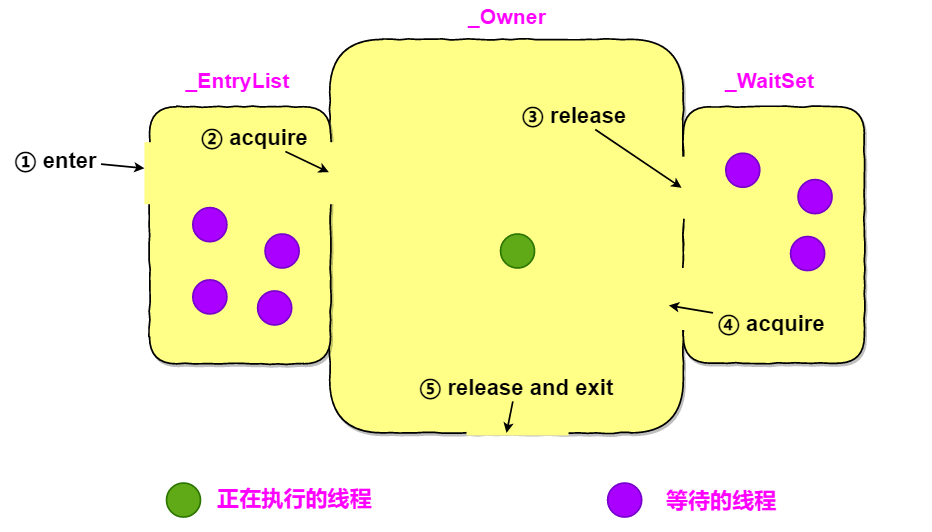 _Owner
_EntryList
_WaitSet
③ release
② acquire
① enter
④ acquire
⑤ release and exit
正在执行的线程
等待的线程